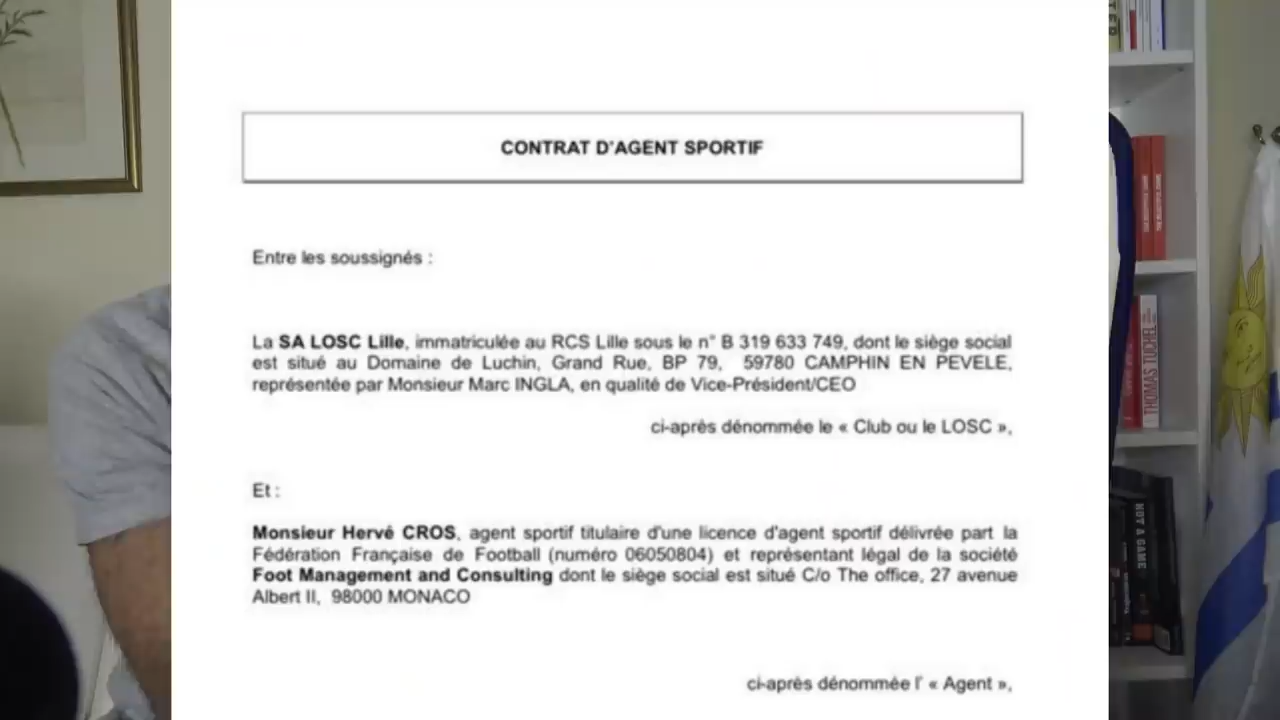 CONTRAT D'AGENT SPORTIF
Entre les soussignés :
La SA LOSC Lille, immatriculée au RCS Lille sous le n° B 319 633 749, dont le siège social
est situé au Domaine de Luchin, Grand Rue, BP 79, 59780 CAMPHIN EN PEVELE,
représentée par Monsieur Marc INGLA, en qualité de Vice-Président/CEO
ci-après dénommée le « Club ou le LOSC »,
Et :
Monsieur Hervé CROS, agent sportif titulaire d'une licence d'agent sportif délivrée part la
Fédération Française de Football (numéro 06050804) et représentant légal de la société
Foot Management and Consulting dont le siège social est situé C/o The office, 27 avenue
Albert II, 98000 MONACO
ci-après dénommée l' « Agent »,
THOMAS TUCHEL
NOT A GAME